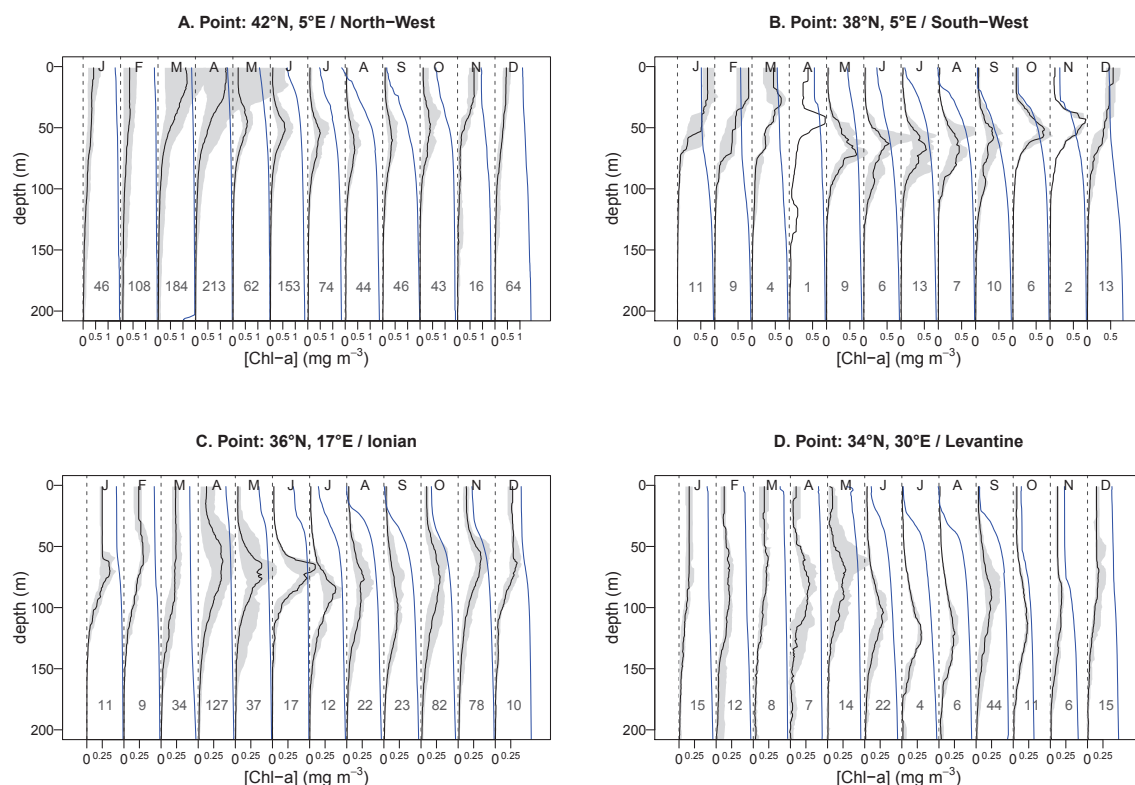 A. Point: 42°N, 5°E / North−West
J F M A M J J A S O N D
0
50
100
150
200
depth (m)
46 108 184 213 62 153 74 44 46 43 16 64
0 0.5 1 0 0.5 1 0 0.5 1 0 0.5 1 0 0.5 1 0 0.5 1 0 0.5 1 0 0.5 1 0 0.5 1 0 0.5 1 0 0.5 1 0 0.5 1
[Chl−a] (mg m−3)
B. Point: 38°N, 5°E / South−West
J F M A M J J A S O N D
0
50
100
150
200
depth (m)
11 9 4 1 9 6 13 7 10 6 2 13
0 0.5 0 0.5 0 0.5 0 0.5 0 0.5 0 0.5 0 0.5 0 0.5 0 0.5 0 0.5 0 0.5 0 0.5
[Chl−a] (mg m−3)
C. Point: 36°N, 17°E / Ionian
J F M A M J J A S O N D
0
50
100
150
200
depth (m)
11 9 34 127 37 17 12 22 23 82 78 10
0 0.25 0 0.25 0 0.25 0 0.25 0 0.25 0 0.25 0 0.25 0 0.25 0 0.25 0 0.25 0 0.25 0 0.25
[Chl−a] (mg m−3)
D. Point: 34°N, 30°E / Levantine
J F M A M J J A S O N D
0
50
100
150
200
depth (m)
15 12 8 7 14 22 4 6 44 11 6 15
0 0.25 0 0.25 0 0.25 0 0.25 0 0.25 0 0.25 0 0.25 0 0.25 0 0.25 0 0.25 0 0.25 0 0.25
[Chl−a] (mg m−3)